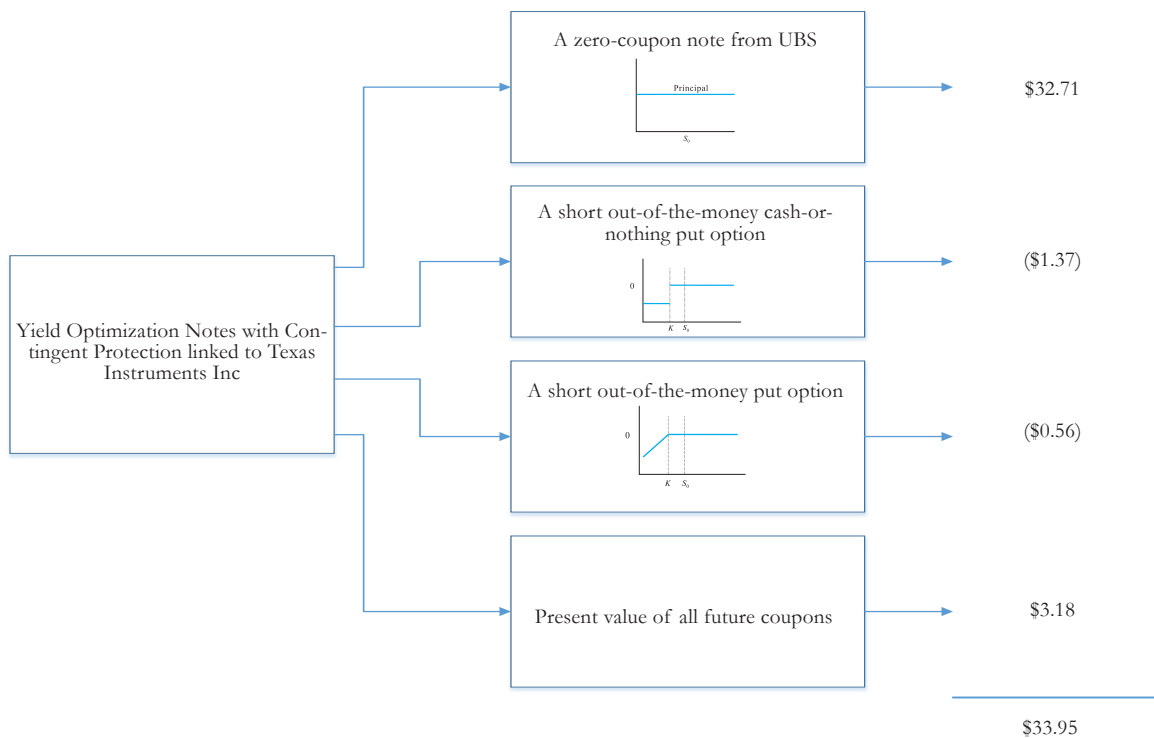 A zero-coupon note from UBS
Principal
S0
$32.71
A short out-of-the-money cash-or-
nothing put option
0
K S0
($1.37)
Yield Optimization Notes with Con-
tingent Protection linked to Texas
Instruments Inc
A short out-of-the-money put option
0
K S0
($0.56)
Present value of all future coupons
$3.18
$33.95